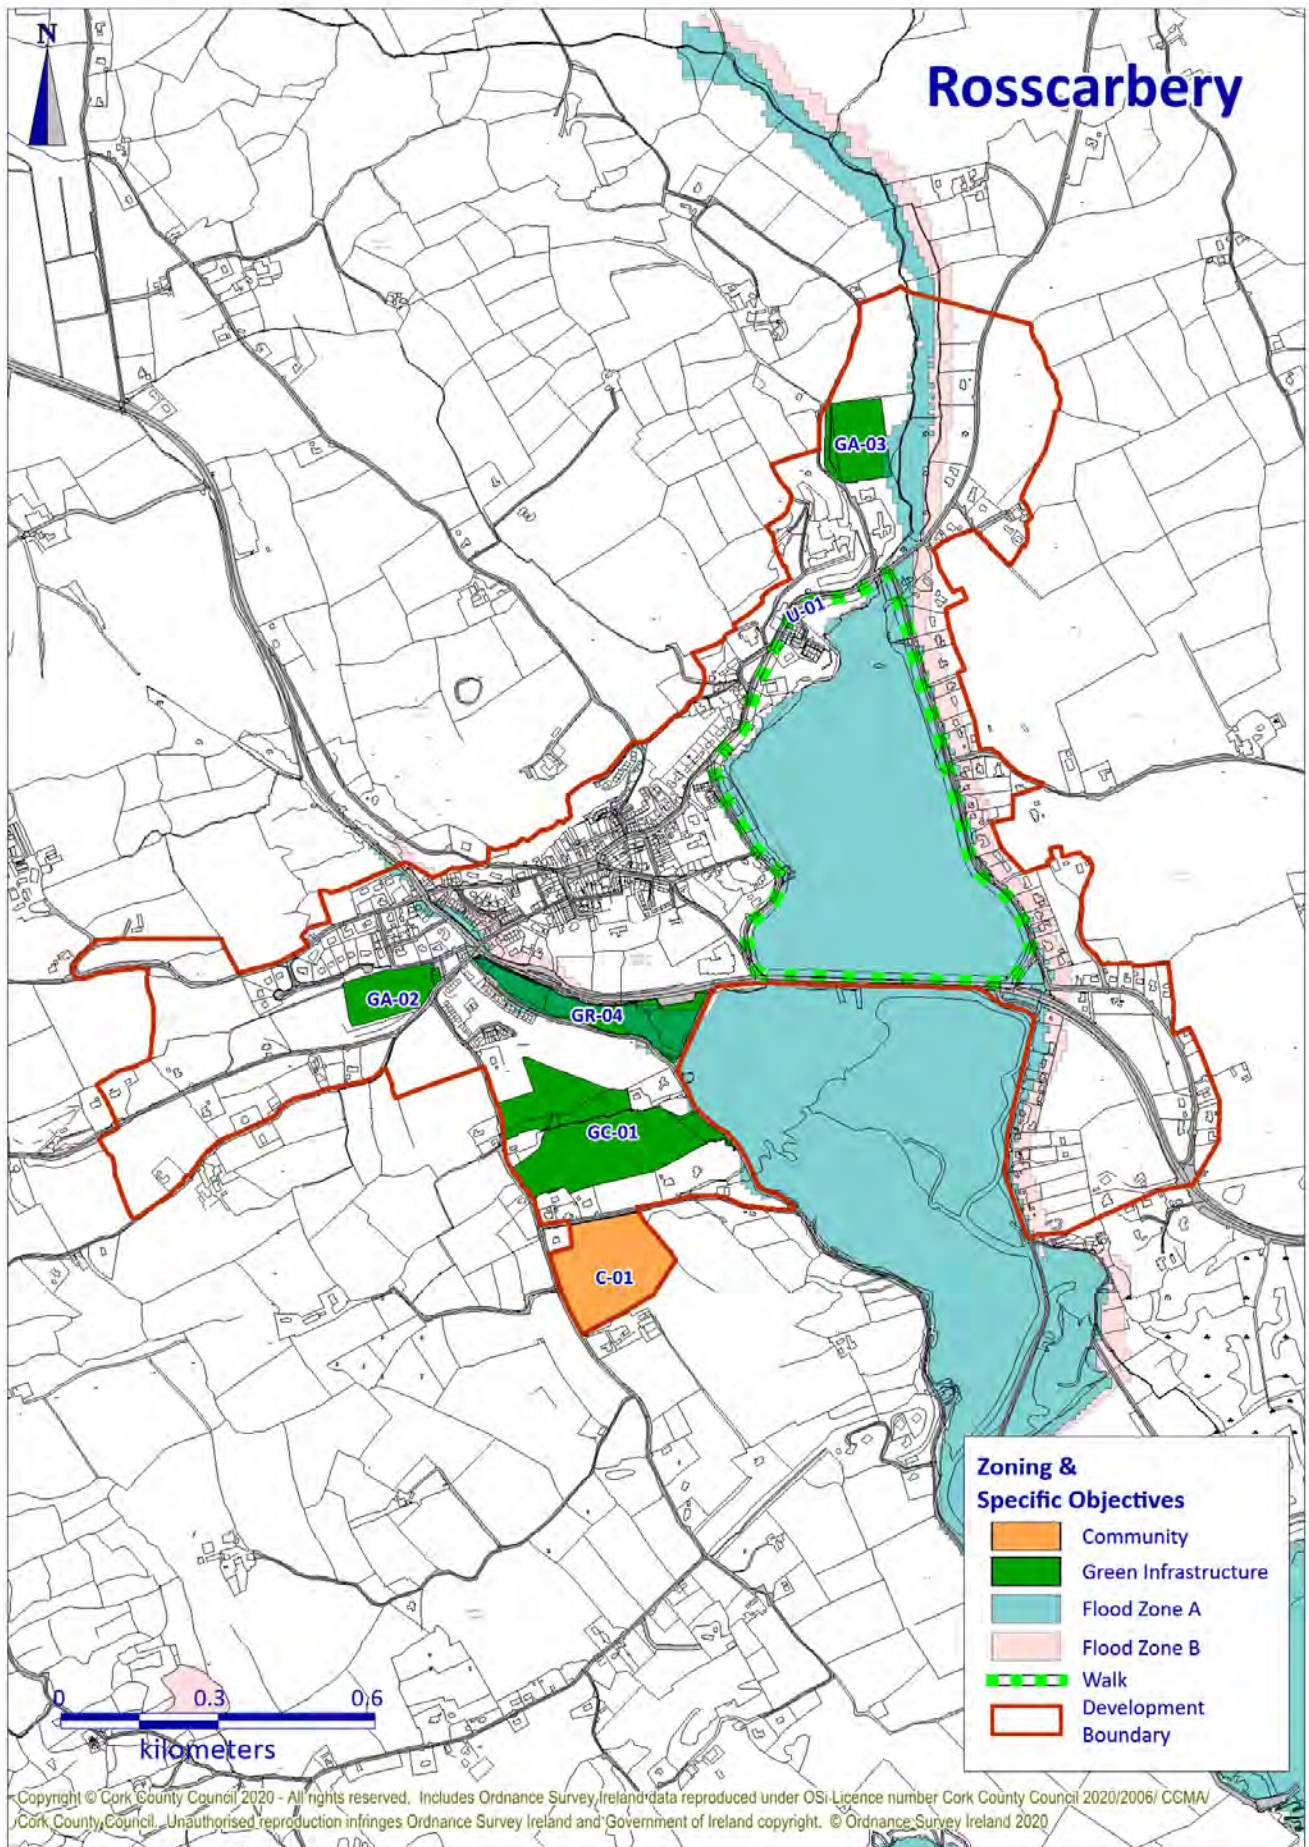 N
Rosscarbery
GA-03
U-01
GA-02
GR-04
GC-01
C-01
Zoning &
Specific Objectives
Community
Green Infrastructure
Flood Zone A
Flood Zone B
Walk
Development
Boundary
0 0.3 0.6
kilometers
Copyright © Cork County Council 2020 - All rights reserved. Includes Ordnance Survey Ireland data reproduced under OSi Licence number Cork County Council 2020/2006/ CCMA/
Cork County Council. Unauthorised reproduction infringes Ordnance Survey Ireland and Government of Ireland copyright. © Ordnance Survey Ireland 2020